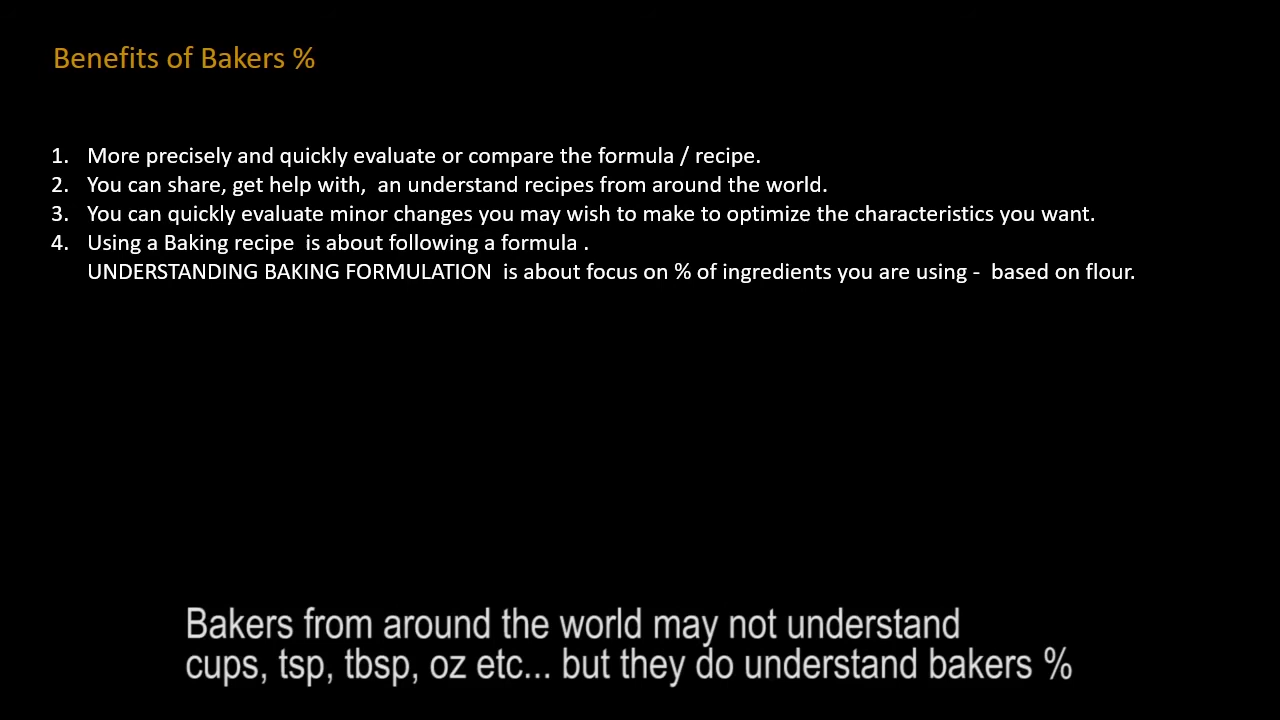 Benefits of Bakers %
1. More precisely and quickly evaluate or compare the formula / recipe.
2. You can share, get help with,  an understand recipes from around the world.
3. You can quickly evaluate minor changes you may wish to make to optimize the characteristics you want.
4. Using a Baking recipe  is about following a formula .
UNDERSTANDING BAKING FORMULATION  is about focus on % of ingredients you are using -  based on flour.
Bakers from around the world may not understand
cups, tsp, tbsp, oz etc... but they do understand bakers %